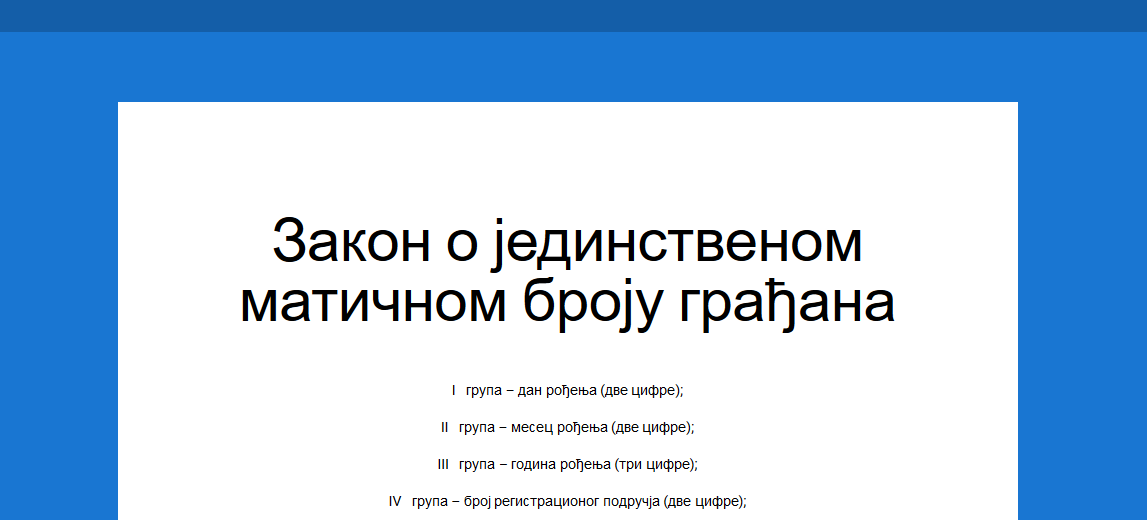 Закон о јединственом
матичном броју грађана
I група – дан рођења (две цифре);
II група – месец рођења (две цифре);
III група – година рођења (три цифре);
IV група – број регистрационог подручја (две цифре);